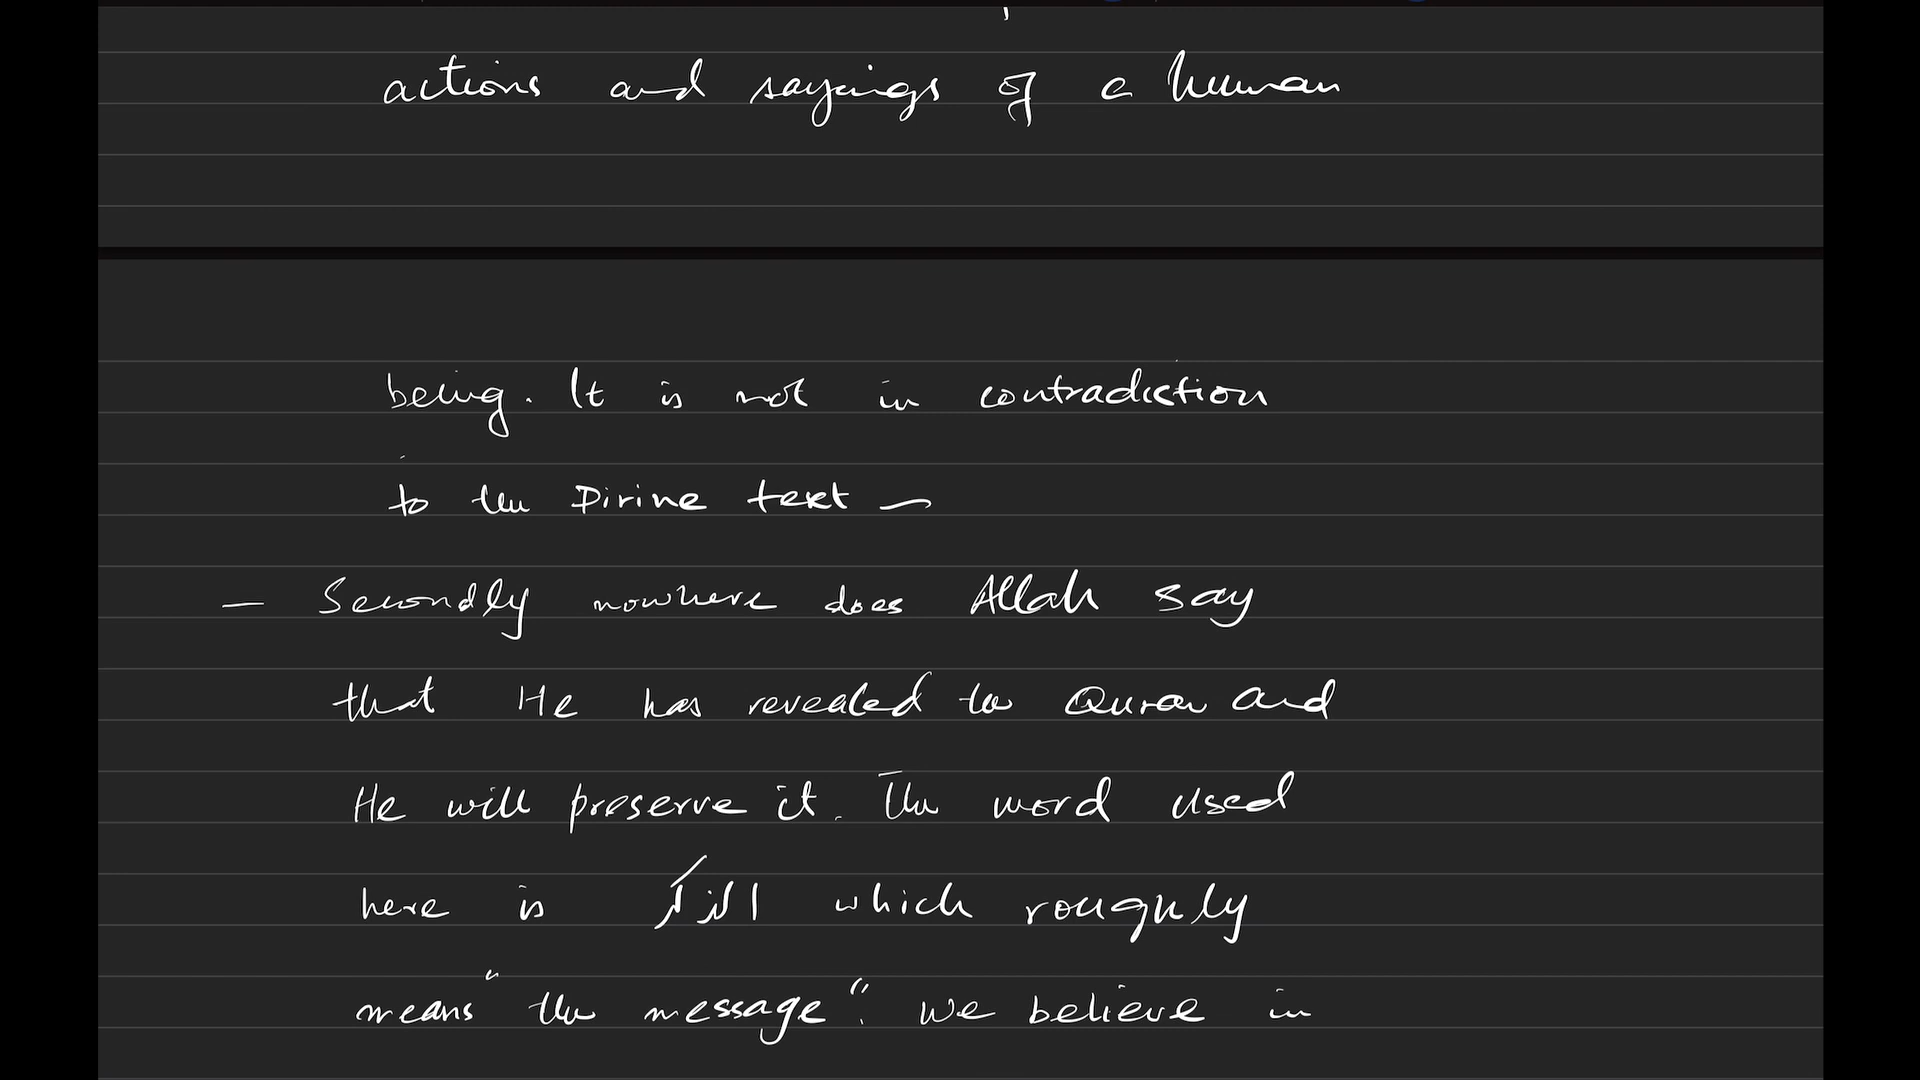 actions and sayings of a human
being. It is not in contradiction
to the Divine text —
— Secondly nowhere does Allah say
that He has revealed the Quran and
He will preserve it. The word used
here is الذكر which roughly
means "the message". We believe in